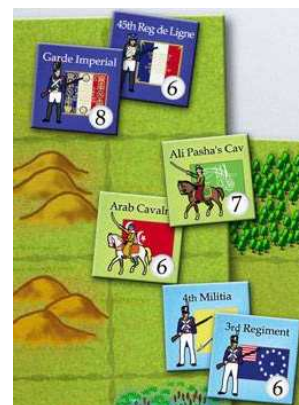 45th Reg de Ligne
6
Garde Imperial
8
Ali Pasha's Cav
7
Arab Cavalr
6
4th Militia
3rd Regiment
6